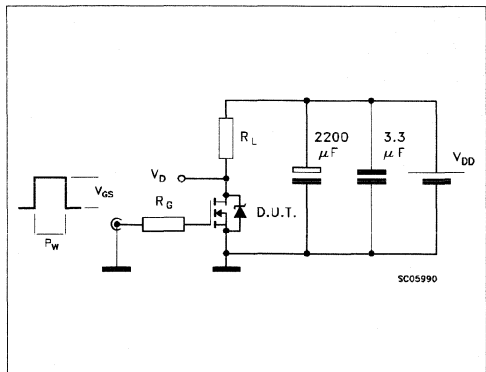 R_L
2200
μF
3.3
μF
V_DD
V_D
V_GS
R_G
D.U.T.
P_W
SC05990